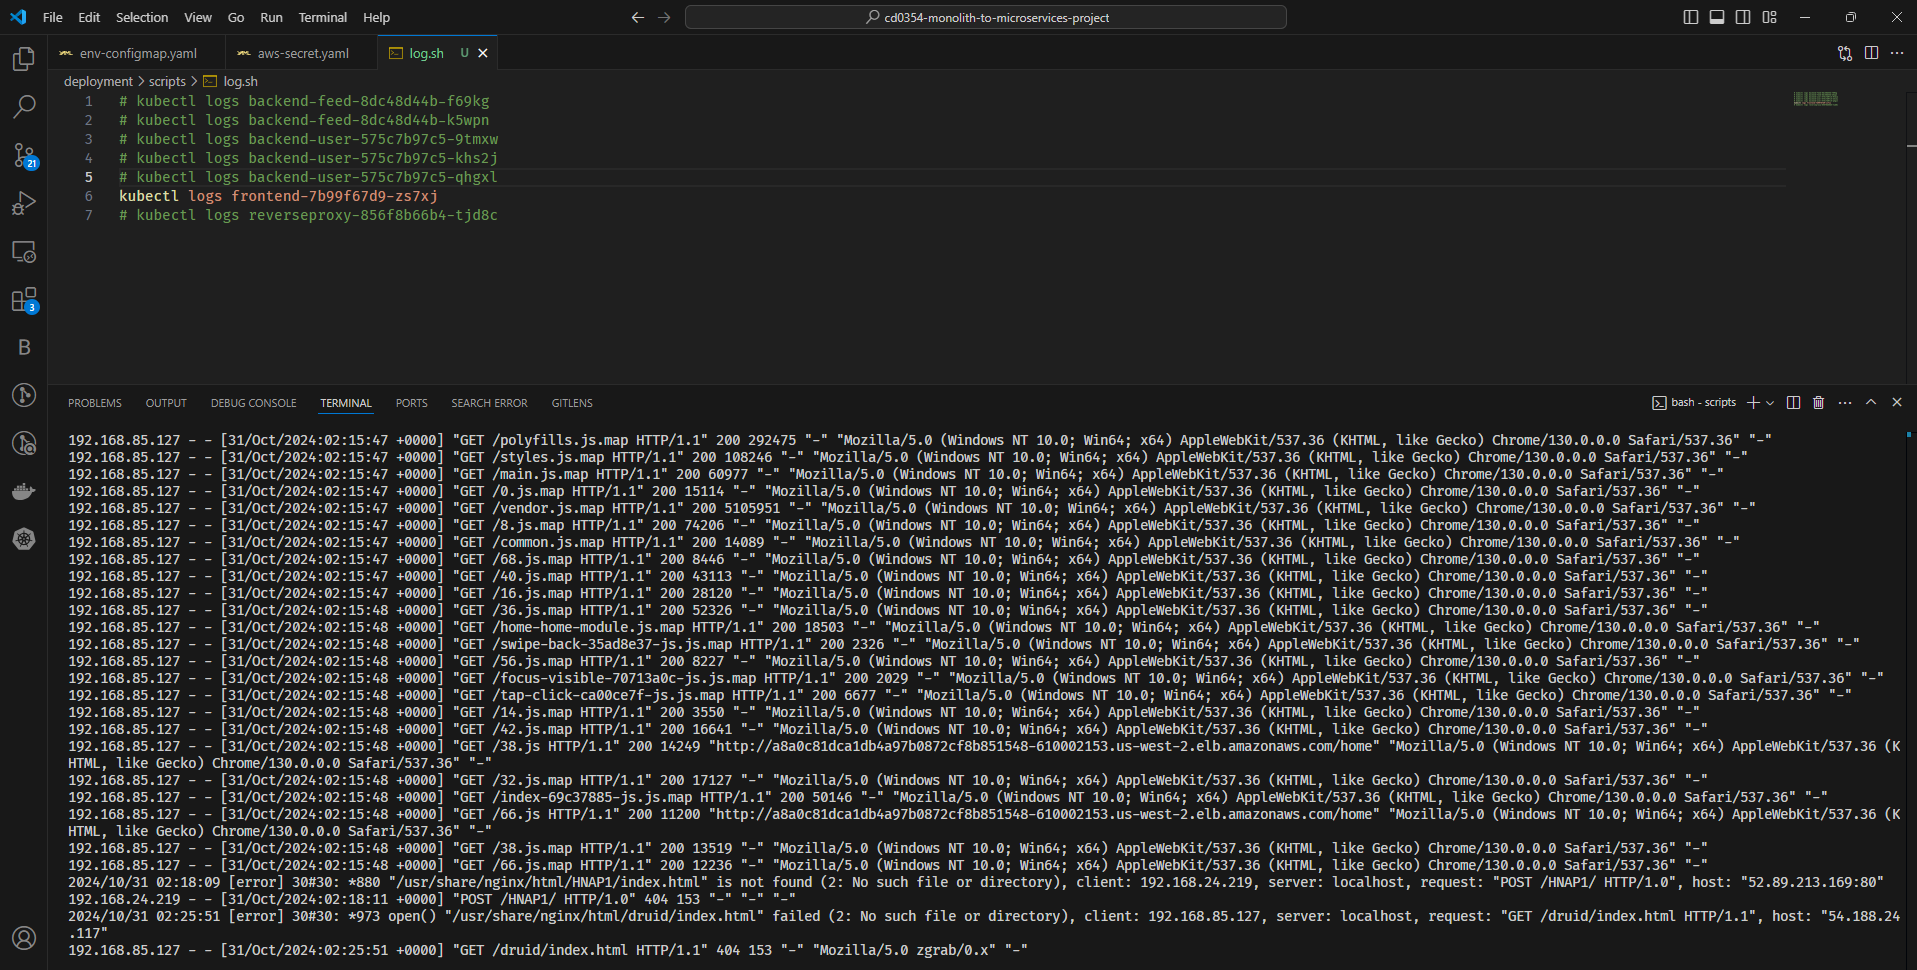 File Edit Selection View Go Run Terminal Help
cd0354-monolith-to-microservices-project
env-configmap.yaml
aws-secret.yaml
log.sh U
deployment > scripts > log.sh
1 # kubectl logs backend-feed-8dc48d44b-f69kg
2 # kubectl logs backend-feed-8dc48d44b-k5wpn
3 # kubectl logs backend-user-575c7b97c5-9tmxw
4 # kubectl logs backend-user-575c7b97c5-khs2j
5 # kubectl logs backend-user-575c7b97c5-qhgxl
6 kubectl logs frontend-7b99f67d9-zs7xj
7 # kubectl logs reverseproxy-856f8b66b4-tjd8c
21
3
B
PROBLEMS OUTPUT DEBUG CONSOLE TERMINAL PORTS SEARCH ERROR GITLENS
bash - scripts
192.168.85.127 - - [31/Oct/2024:02:15:47 +0000] "GET /polyfills.js.map HTTP/1.1" 200 292475 "-" "Mozilla/5.0 (Windows NT 10.0; Win64; x64) AppleWebKit/537.36 (KHTML, like Gecko) Chrome/130.0.0.0 Safari/537.36" "-"
192.168.85.127 - - [31/Oct/2024:02:15:47 +0000] "GET /styles.js.map HTTP/1.1" 200 108246 "-" "Mozilla/5.0 (Windows NT 10.0; Win64; x64) AppleWebKit/537.36 (KHTML, like Gecko) Chrome/130.0.0.0 Safari/537.36" "-"
192.168.85.127 - - [31/Oct/2024:02:15:47 +0000] "GET /main.js.map HTTP/1.1" 200 60977 "-" "Mozilla/5.0 (Windows NT 10.0; Win64; x64) AppleWebKit/537.36 (KHTML, like Gecko) Chrome/130.0.0.0 Safari/537.36" "-"
192.168.85.127 - - [31/Oct/2024:02:15:47 +0000] "GET /0.js.map HTTP/1.1" 200 15114 "-" "Mozilla/5.0 (Windows NT 10.0; Win64; x64) AppleWebKit/537.36 (KHTML, like Gecko) Chrome/130.0.0.0 Safari/537.36" "-"
192.168.85.127 - - [31/Oct/2024:02:15:47 +0000] "GET /vendor.js.map HTTP/1.1" 200 5105951 "-" "Mozilla/5.0 (Windows NT 10.0; Win64; x64) AppleWebKit/537.36 (KHTML, like Gecko) Chrome/130.0.0.0 Safari/537.36" "-"
192.168.85.127 - - [31/Oct/2024:02:15:47 +0000] "GET /8.js.map HTTP/1.1" 200 74206 "-" "Mozilla/5.0 (Windows NT 10.0; Win64; x64) AppleWebKit/537.36 (KHTML, like Gecko) Chrome/130.0.0.0 Safari/537.36" "-"
192.168.85.127 - - [31/Oct/2024:02:15:47 +0000] "GET /common.js.map HTTP/1.1" 200 14089 "-" "Mozilla/5.0 (Windows NT 10.0; Win64; x64) AppleWebKit/537.36 (KHTML, like Gecko) Chrome/130.0.0.0 Safari/537.36" "-"
192.168.85.127 - - [31/Oct/2024:02:15:47 +0000] "GET /68.js.map HTTP/1.1" 200 8446 "-" "Mozilla/5.0 (Windows NT 10.0; Win64; x64) AppleWebKit/537.36 (KHTML, like Gecko) Chrome/130.0.0.0 Safari/537.36" "-"
192.168.85.127 - - [31/Oct/2024:02:15:47 +0000] "GET /40.js.map HTTP/1.1" 200 43113 "-" "Mozilla/5.0 (Windows NT 10.0; Win64; x64) AppleWebKit/537.36 (KHTML, like Gecko) Chrome/130.0.0.0 Safari/537.36" "-"
192.168.85.127 - - [31/Oct/2024:02:15:47 +0000] "GET /16.js.map HTTP/1.1" 200 28120 "-" "Mozilla/5.0 (Windows NT 10.0; Win64; x64) AppleWebKit/537.36 (KHTML, like Gecko) Chrome/130.0.0.0 Safari/537.36" "-"
192.168.85.127 - - [31/Oct/2024:02:15:48 +0000] "GET /36.js.map HTTP/1.1" 200 52326 "-" "Mozilla/5.0 (Windows NT 10.0; Win64; x64) AppleWebKit/537.36 (KHTML, like Gecko) Chrome/130.0.0.0 Safari/537.36" "-"
192.168.85.127 - - [31/Oct/2024:02:15:48 +0000] "GET /home-home-module.js.map HTTP/1.1" 200 18503 "-" "Mozilla/5.0 (Windows NT 10.0; Win64; x64) AppleWebKit/537.36 (KHTML, like Gecko) Chrome/130.0.0.0 Safari/537.36" "-"
192.168.85.127 - - [31/Oct/2024:02:15:48 +0000] "GET /swipe-back-35ad8e37-js.js.map HTTP/1.1" 200 2326 "-" "Mozilla/5.0 (Windows NT 10.0; Win64; x64) AppleWebKit/537.36 (KHTML, like Gecko) Chrome/130.0.0.0 Safari/537.36" "-"
192.168.85.127 - - [31/Oct/2024:02:15:48 +0000] "GET /56.js.map HTTP/1.1" 200 8227 "-" "Mozilla/5.0 (Windows NT 10.0; Win64; x64) AppleWebKit/537.36 (KHTML, like Gecko) Chrome/130.0.0.0 Safari/537.36" "-"
192.168.85.127 - - [31/Oct/2024:02:15:48 +0000] "GET /focus-visible-70713a0c-js.js.map HTTP/1.1" 200 2029 "-" "Mozilla/5.0 (Windows NT 10.0; Win64; x64) AppleWebKit/537.36 (KHTML, like Gecko) Chrome/130.0.0.0 Safari/537.36" "-"
192.168.85.127 - - [31/Oct/2024:02:15:48 +0000] "GET /tap-click-ca00ce7f-js.js.map HTTP/1.1" 200 6677 "-" "Mozilla/5.0 (Windows NT 10.0; Win64; x64) AppleWebKit/537.36 (KHTML, like Gecko) Chrome/130.0.0.0 Safari/537.36" "-"
192.168.85.127 - - [31/Oct/2024:02:15:48 +0000] "GET /14.js.map HTTP/1.1" 200 3550 "-" "Mozilla/5.0 (Windows NT 10.0; Win64; x64) AppleWebKit/537.36 (KHTML, like Gecko) Chrome/130.0.0.0 Safari/537.36" "-"
192.168.85.127 - - [31/Oct/2024:02:15:48 +0000] "GET /42.js.map HTTP/1.1" 200 16641 "-" "Mozilla/5.0 (Windows NT 10.0; Win64; x64) AppleWebKit/537.36 (KHTML, like Gecko) Chrome/130.0.0.0 Safari/537.36" "-"
192.168.85.127 - - [31/Oct/2024:02:15:48 +0000] "GET /38.js HTTP/1.1" 200 14249 "http://a8a0c81dca1db4a97b0872cf8b851548-610002153.us-west-2.elb.amazonaws.com/home" "Mozilla/5.0 (Windows NT 10.0; Win64; x64) AppleWebKit/537.36 (K
HTML, like Gecko) Chrome/130.0.0.0 Safari/537.36" "-"
192.168.85.127 - - [31/Oct/2024:02:15:48 +0000] "GET /32.js.map HTTP/1.1" 200 17127 "-" "Mozilla/5.0 (Windows NT 10.0; Win64; x64) AppleWebKit/537.36 (KHTML, like Gecko) Chrome/130.0.0.0 Safari/537.36" "-"
192.168.85.127 - - [31/Oct/2024:02:15:48 +0000] "GET /index-69c37885-js.js.map HTTP/1.1" 200 50146 "-" "Mozilla/5.0 (Windows NT 10.0; Win64; x64) AppleWebKit/537.36 (KHTML, like Gecko) Chrome/130.0.0.0 Safari/537.36" "-"
192.168.85.127 - - [31/Oct/2024:02:15:48 +0000] "GET /66.js HTTP/1.1" 200 11200 "http://a8a0c81dca1db4a97b0872cf8b851548-610002153.us-west-2.elb.amazonaws.com/home" "Mozilla/5.0 (Windows NT 10.0; Win64; x64) AppleWebKit/537.36 (K
HTML, like Gecko) Chrome/130.0.0.0 Safari/537.36" "-"
192.168.85.127 - - [31/Oct/2024:02:15:48 +0000] "GET /38.js.map HTTP/1.1" 200 13519 "-" "Mozilla/5.0 (Windows NT 10.0; Win64; x64) AppleWebKit/537.36 (KHTML, like Gecko) Chrome/130.0.0.0 Safari/537.36" "-"
192.168.85.127 - - [31/Oct/2024:02:15:48 +0000] "GET /66.js.map HTTP/1.1" 200 12236 "-" "Mozilla/5.0 (Windows NT 10.0; Win64; x64) AppleWebKit/537.36 (KHTML, like Gecko) Chrome/130.0.0.0 Safari/537.36" "-"
2024/10/31 02:18:09 [error] 30#30: *880 "/usr/share/nginx/html/HNAP1/index.html" is not found (2: No such file or directory), client: 192.168.24.219, server: localhost, request: "POST /HNAP1/ HTTP/1.0", host: "52.89.213.169:80"
192.168.24.219 - - [31/Oct/2024:02:18:11 +0000] "POST /HNAP1/ HTTP/1.0" 404 153 "-" "-" "-"
2024/10/31 02:25:51 [error] 30#30: *973 open() "/usr/share/nginx/html/druid/index.html" failed (2: No such file or directory), client: 192.168.85.127, server: localhost, request: "GET /druid/index.html HTTP/1.1", host: "54.188.24
.117"
192.168.85.127 - - [31/Oct/2024:02:25:51 +0000] "GET /druid/index.html HTTP/1.1" 404 153 "-" "Mozilla/5.0 zgrab/0.x" "-"